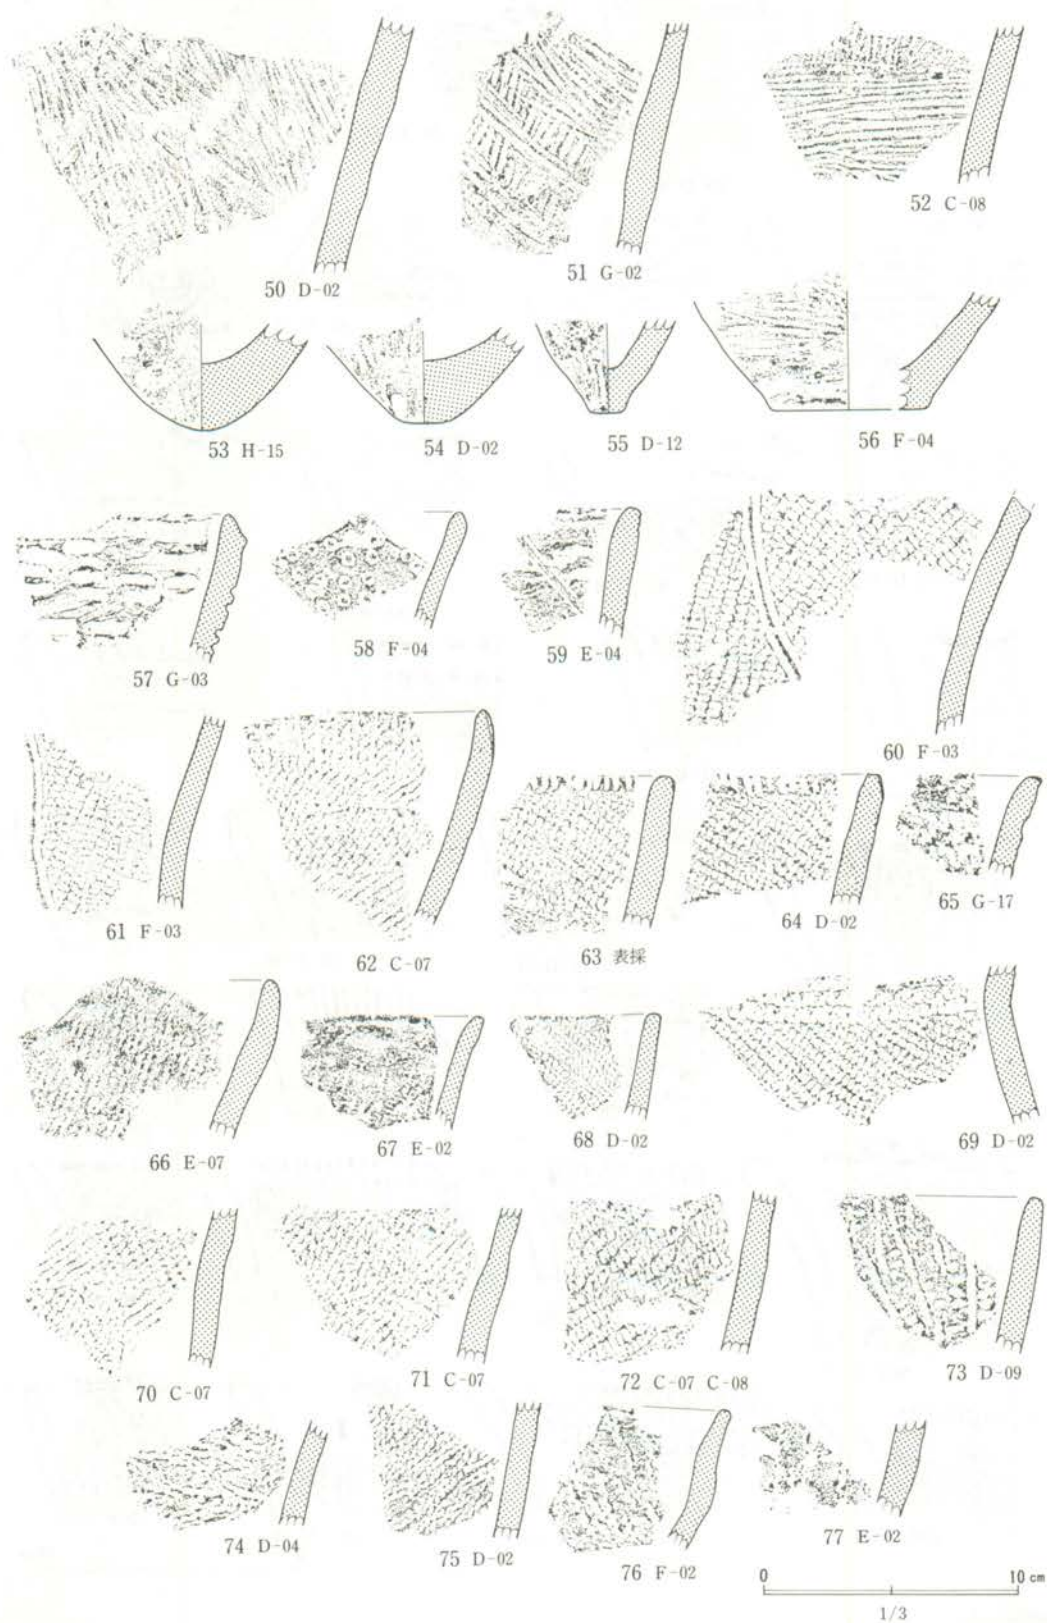 50 D-02
51 G-02
52 C-08
53 H-15
54 D-02
55 D-12
56 F-04
57 G-03
58 F-04
59 E-04
60 F-03
61 F-03
62 C-07
63 表採
64 D-02
65 G-17
66 E-07
67 E-02
68 D-02
69 D-02
70 C-07
71 C-07
72 C-07 C-08
73 D-09
74 D-04
75 D-02
76 F-02
77 E-02
0 10 cm
1/3